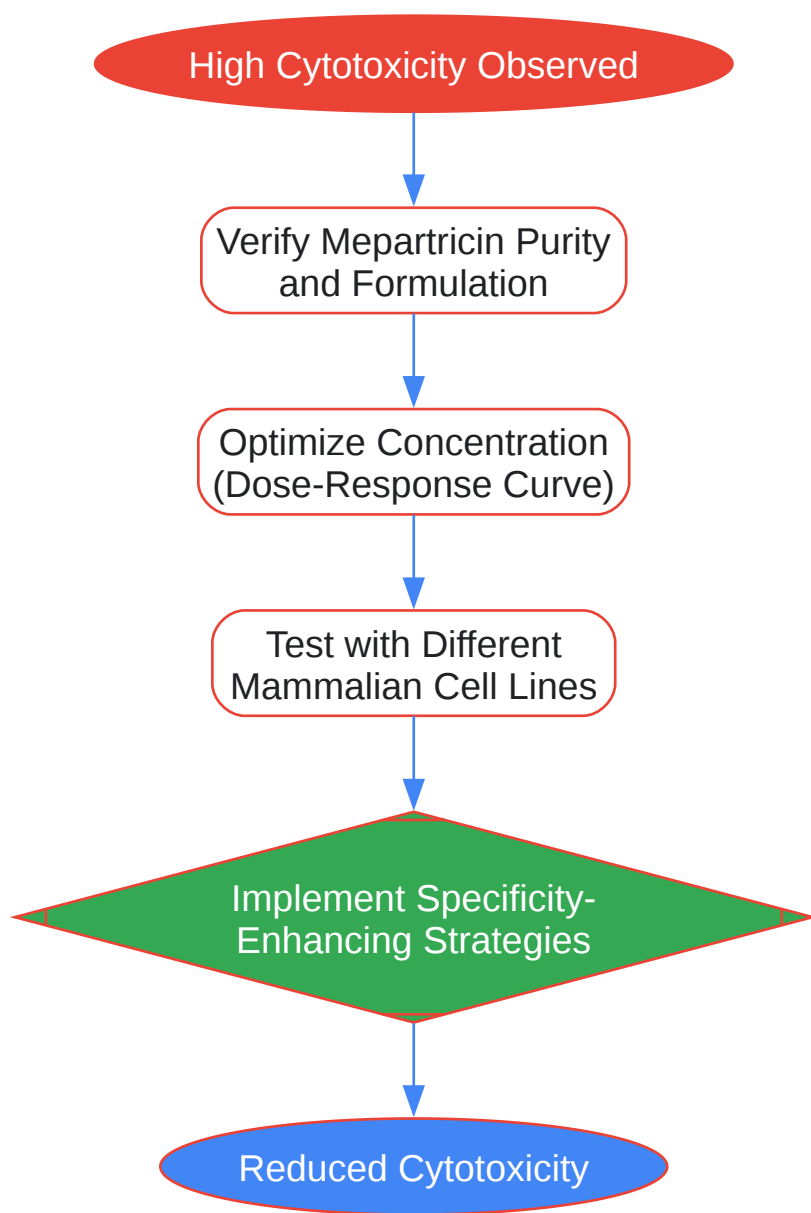 High Cytotoxicity Observed
Verify Mepartricin Purity
and Formulation
Optimize Concentration
(Dose-Response Curve)
Test with Different
Mammalian Cell Lines
Implement Specificity-
Enhancing Strategies
Reduced Cytotoxicity